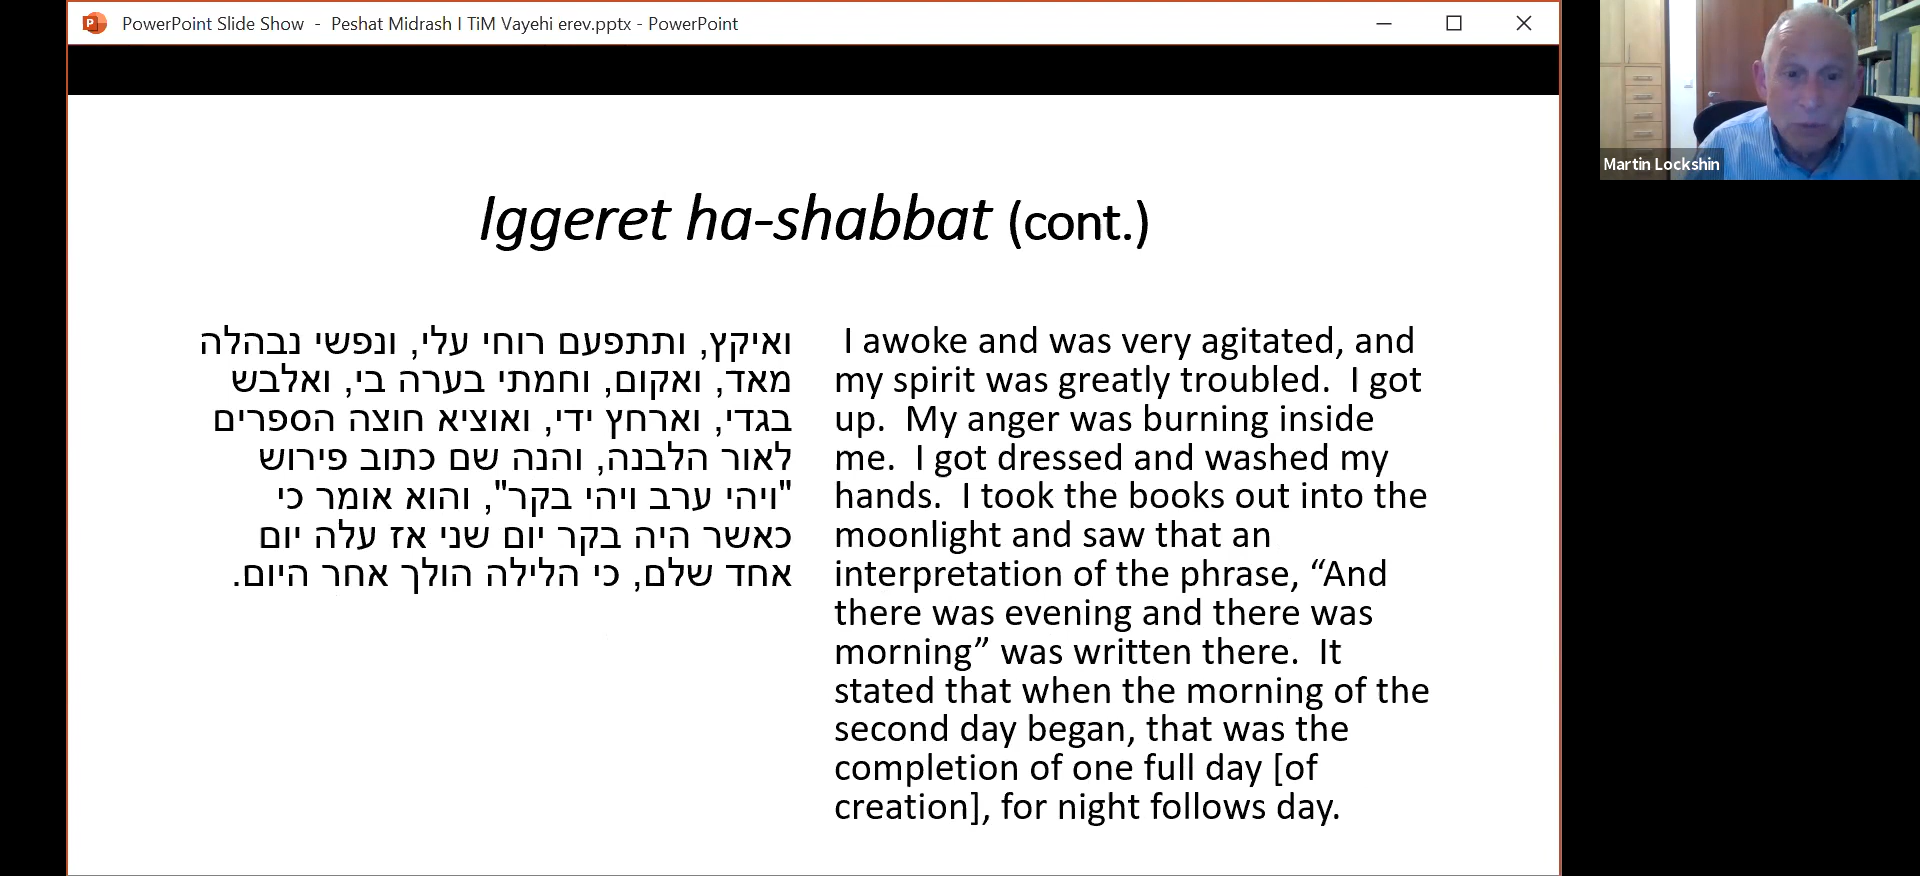 PowerPoint Slide Show - Peshat Midrash I TiM Vayehi erev.pptx - PowerPoint
Martin Lockshin
Iggeret ha-shabbat (cont.)
ואיקץ, ותתפעם רוחי עלי, ונפשי נבהלה
מאד, ואקום, וחמתי בערה בי, ואלבש
בגדי, וארחץ ידי, ואוציא חוצה הספרים
לאור הלבנה, והנה שם כתוב פירוש
"ויהי ערב ויהי בקר", והוא אומר כי
כאשר היה בקר יום שני אז עלה יום
אחד שלם, כי הלילה הולך אחר היום.
I awoke and was very agitated, and
my spirit was greatly troubled.  I got
up.  My anger was burning inside
me.  I got dressed and washed my
hands.  I took the books out into the
moonlight and saw that an
interpretation of the phrase, “And
there was evening and there was
morning” was written there.  It
stated that when the morning of the
second day began, that was the
completion of one full day [of
creation], for night follows day.